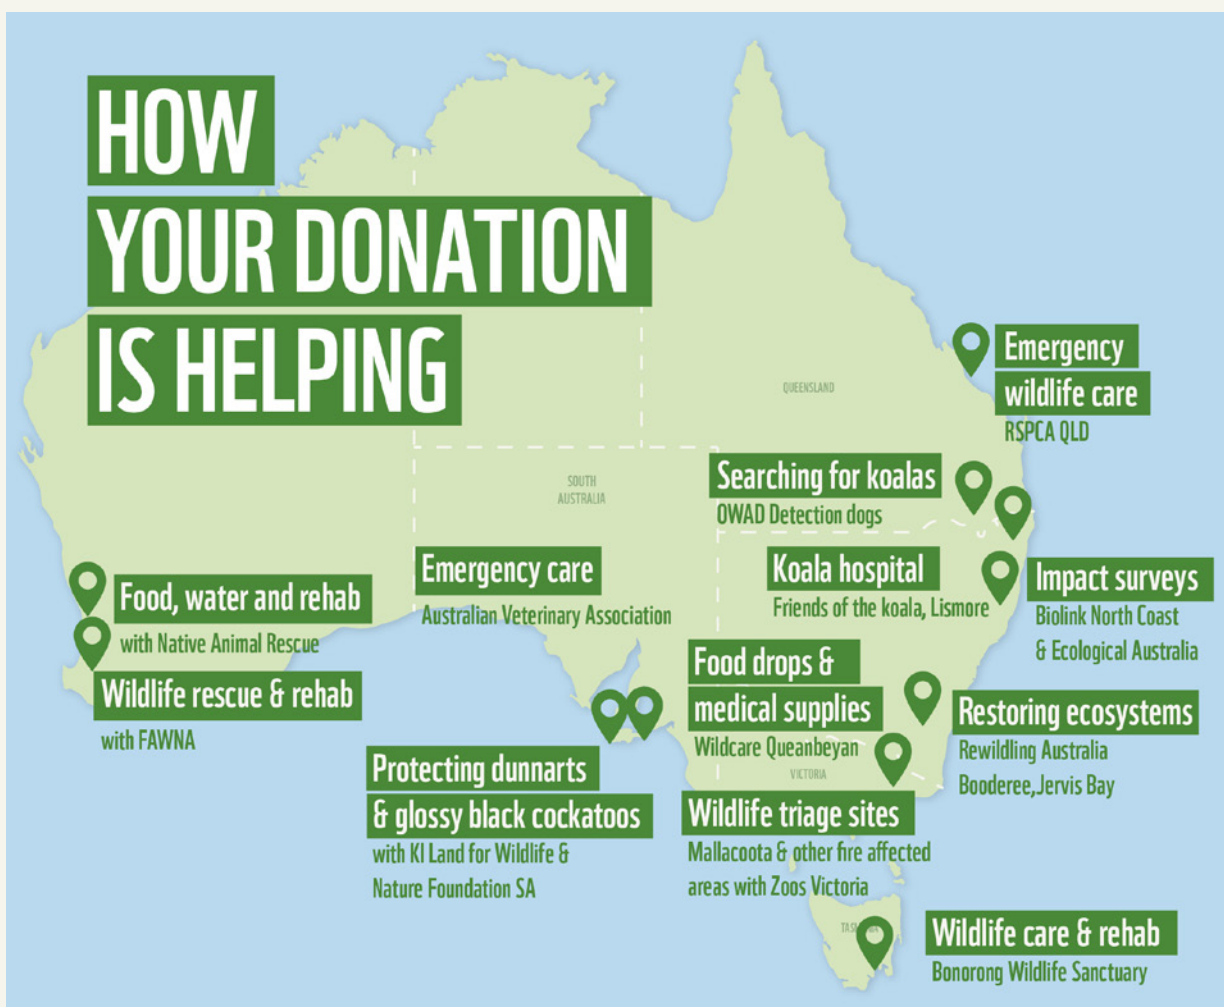 HOW
YOUR DONATION
IS HELPING
QUEENSLAND
Emergency
wildlife care
RSPCA QLD
SOUTH
AUSTRALIA
Searching for koalas
OWAD Detection dogs
Emergency care
Australian Veterinary Association
Koala hospital
Friends of the koala, Lismore
Impact surveys
Biolink North Coast
& Ecological Australia
Food, water and rehab
with Native Animal Rescue
Wildlife rescue & rehab
with FAWNA
Food drops &
medical supplies
Wildcare Queanbeyan
VICTORIA
Restoring ecosystems
Rewildling Australia
Booderee,Jervis Bay
Protecting dunnarts
& glossy black cockatoos
with KI Land for Wildlife &
Nature Foundation SA
Wildlife triage sites
Mallacoota & other fire affected
areas with Zoos Victoria
Wildlife care & rehab
Bonorong Wildlife Sanctuary